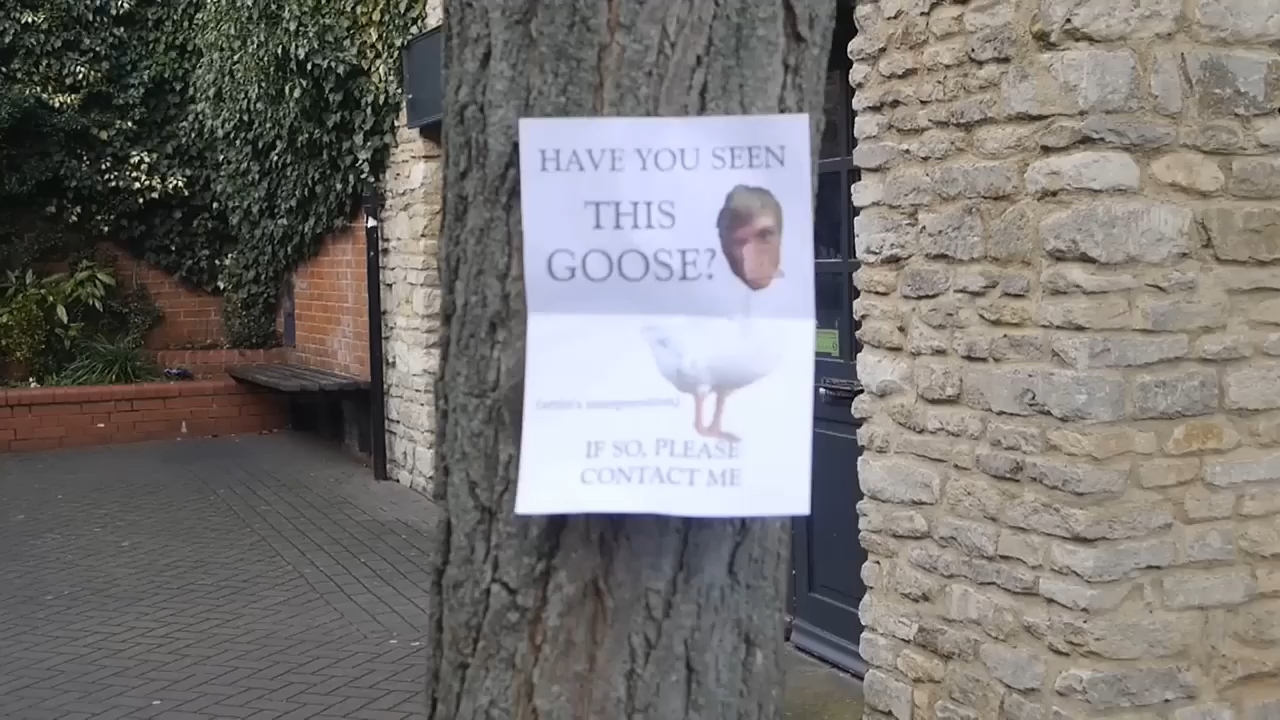 HAVE YOU SEEN
THIS
GOOSE?
IF SO, PLEASE
CONTACT ME